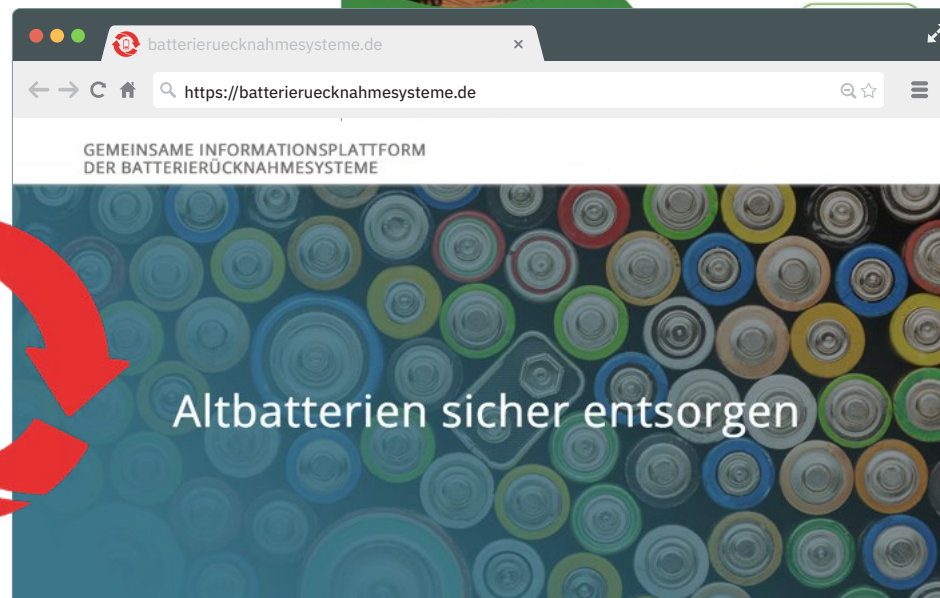 batterieruecknahmesysteme.de
https://batterieruecknahmesysteme.de
GEMEINSAME INFORMATIONSPLATTFORM
DER BATTERIERÜCKNAHMESYSTEME
Altbatterien sicher entsorgen